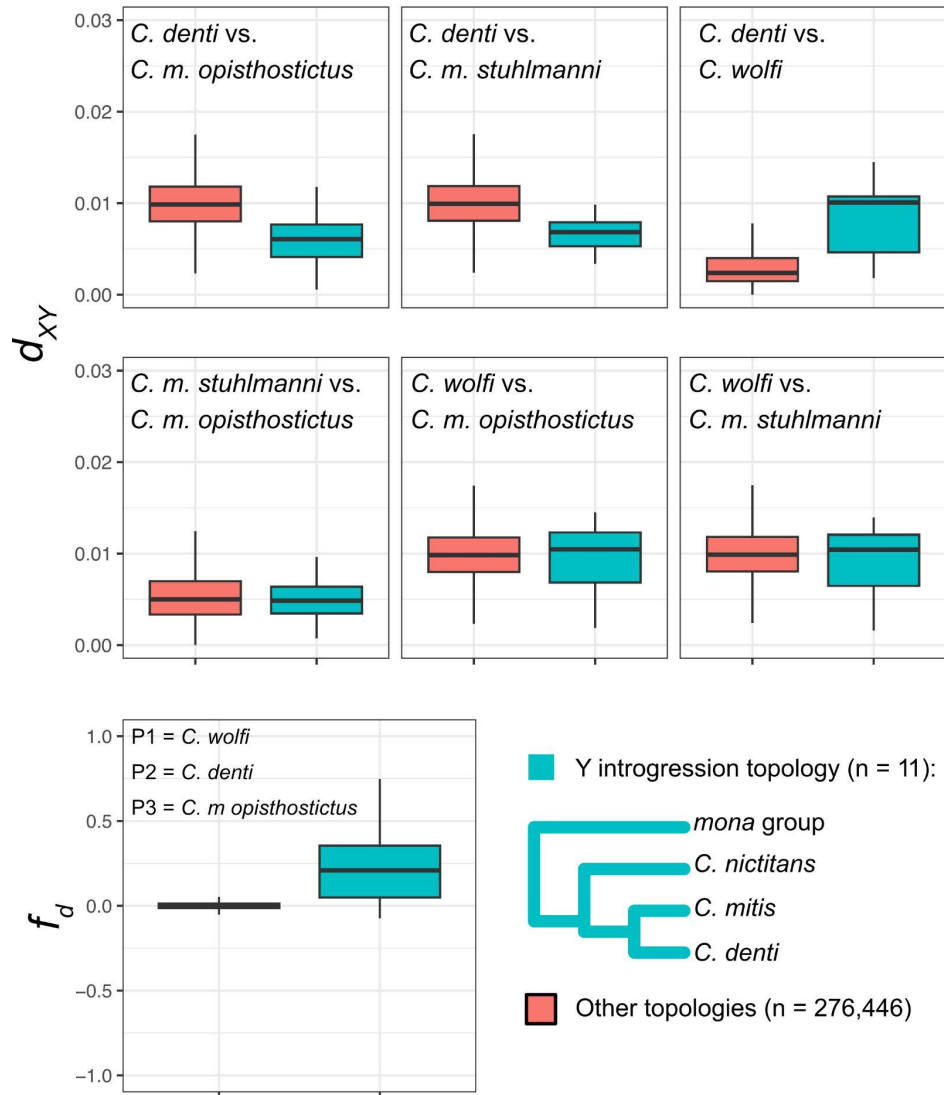 0.03
0.02
0.01
0.00
C. denti vs.
C. m. opisthostictus
C. denti vs.
C. m. stuhlmanni
C. denti vs.
C. wolfi
dXY
0.03
0.02
0.01
0.00
C. m. stuhlmanni vs.
C. m. opisthostictus
C. wolfi vs.
C. m. opisthostictus
C. wolfi vs.
C. m. stuhlmanni
fd
1.0
0.5
0.0
−0.5
−1.0
P1 = C. wolfi
P2 = C. denti
P3 = C. m opisthostictus
Y introgression topology (n = 11):
mona group
C. nictitans
C. mitis
C. denti
Other topologies (n = 276,446)